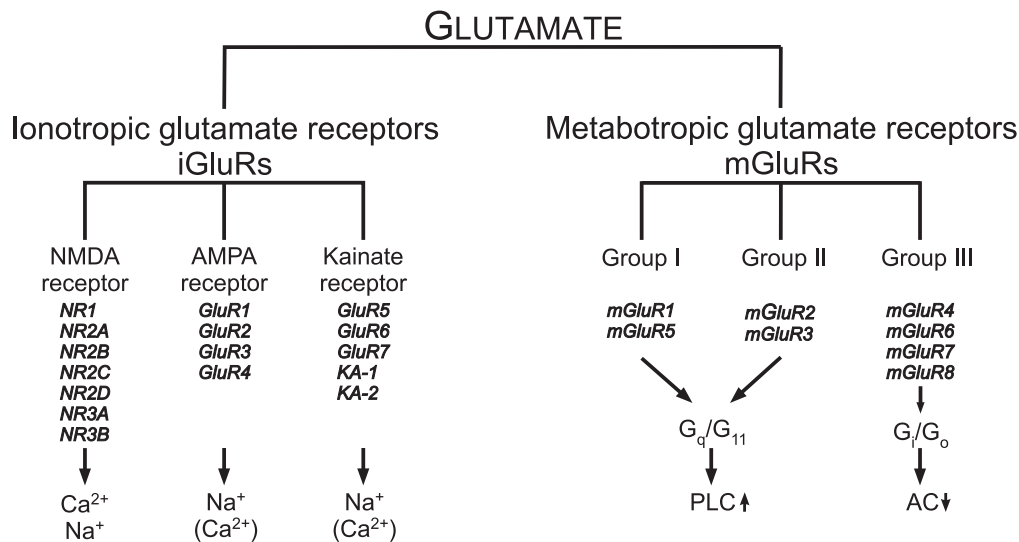 GLUTAMATE
Ionotropic glutamate receptors
iGluRs
NMDA
receptor
NR1
NR2A
NR2B
NR2C
NR2D
NR3A
NR3B
Ca²⁺
Na⁺
AMPA
receptor
GluR1
GluR2
GluR3
GluR4
Na⁺
(Ca²⁺)
Kainate
receptor
GluR5
GluR6
GluR7
KA-1
KA-2
Na⁺
(Ca²⁺)
Metabotropic glutamate receptors
mGluRs
Group I
mGluR1
mGluR5
Group II
mGluR2
mGluR3
Gq/G11
PLC
Group III
mGluR4
mGluR6
mGluR7
mGluR8
Gi/Go
AC